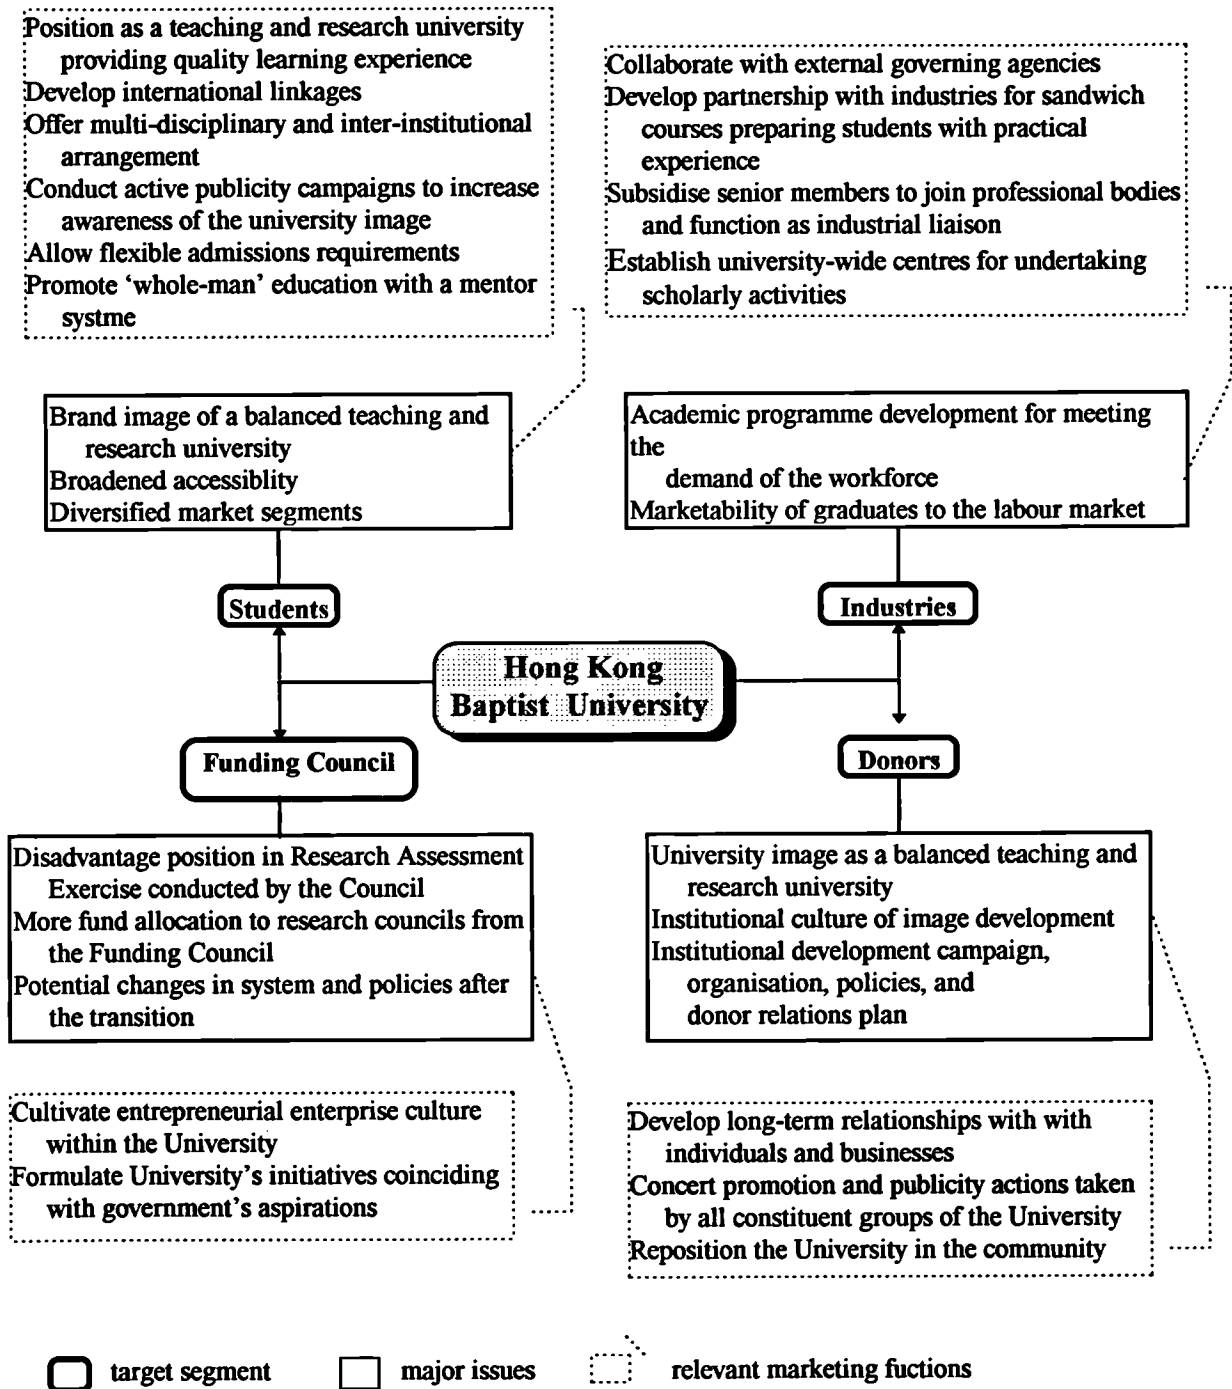 Position as a teaching and research university
providing quality learning experience
Develop international linkages
Offer multi-disciplinary and inter-institutional
arrangement
Conduct active publicity campaigns to increase
awareness of the university image
Allow flexible admissions requirements
Promote ‘whole-man’ education with a mentor
systme
Collaborate with external governing agencies
Develop partnership with industries for sandwich
courses preparing students with practical
experience
Subsidise senior members to join professional bodies
and function as industrial liaison
Establish university-wide centres for undertaking
scholarly activities
Brand image of a balanced teaching and
research university
Broadened accessiblity
Diversified market segments
Academic programme development for meeting
the
demand of the workforce
Marketability of graduates to the labour market
Students
Industries
Hong Kong
Baptist University
Funding Council
Donors
Disadvantage position in Research Assessment
Exercise conducted by the Council
More fund allocation to research councils from
the Funding Council
Potential changes in system and policies after
the transition
University image as a balanced teaching and
research university
Institutional culture of image development
Institutional development campaign,
organisation, policies, and
donor relations plan
Cultivate entrepreneurial enterprise culture
within the University
Formulate University’s initiatives coinciding
with government’s aspirations
Develop long-term relationships with with
individuals and businesses
Concert promotion and publicity actions taken
by all constituent groups of the University
Reposition the University in the community
target segment
major issues
relevant marketing fuctions